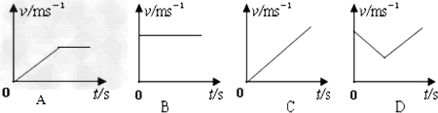 v/ms⁻¹ v/ms⁻¹ v/ms⁻¹ v/ms⁻¹
0 t/s 0 t/s 0 t/s 0 t/s
A B C D